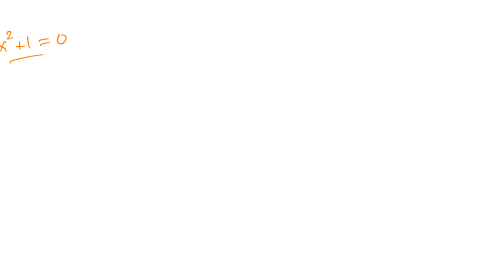 x² + 1 = 0